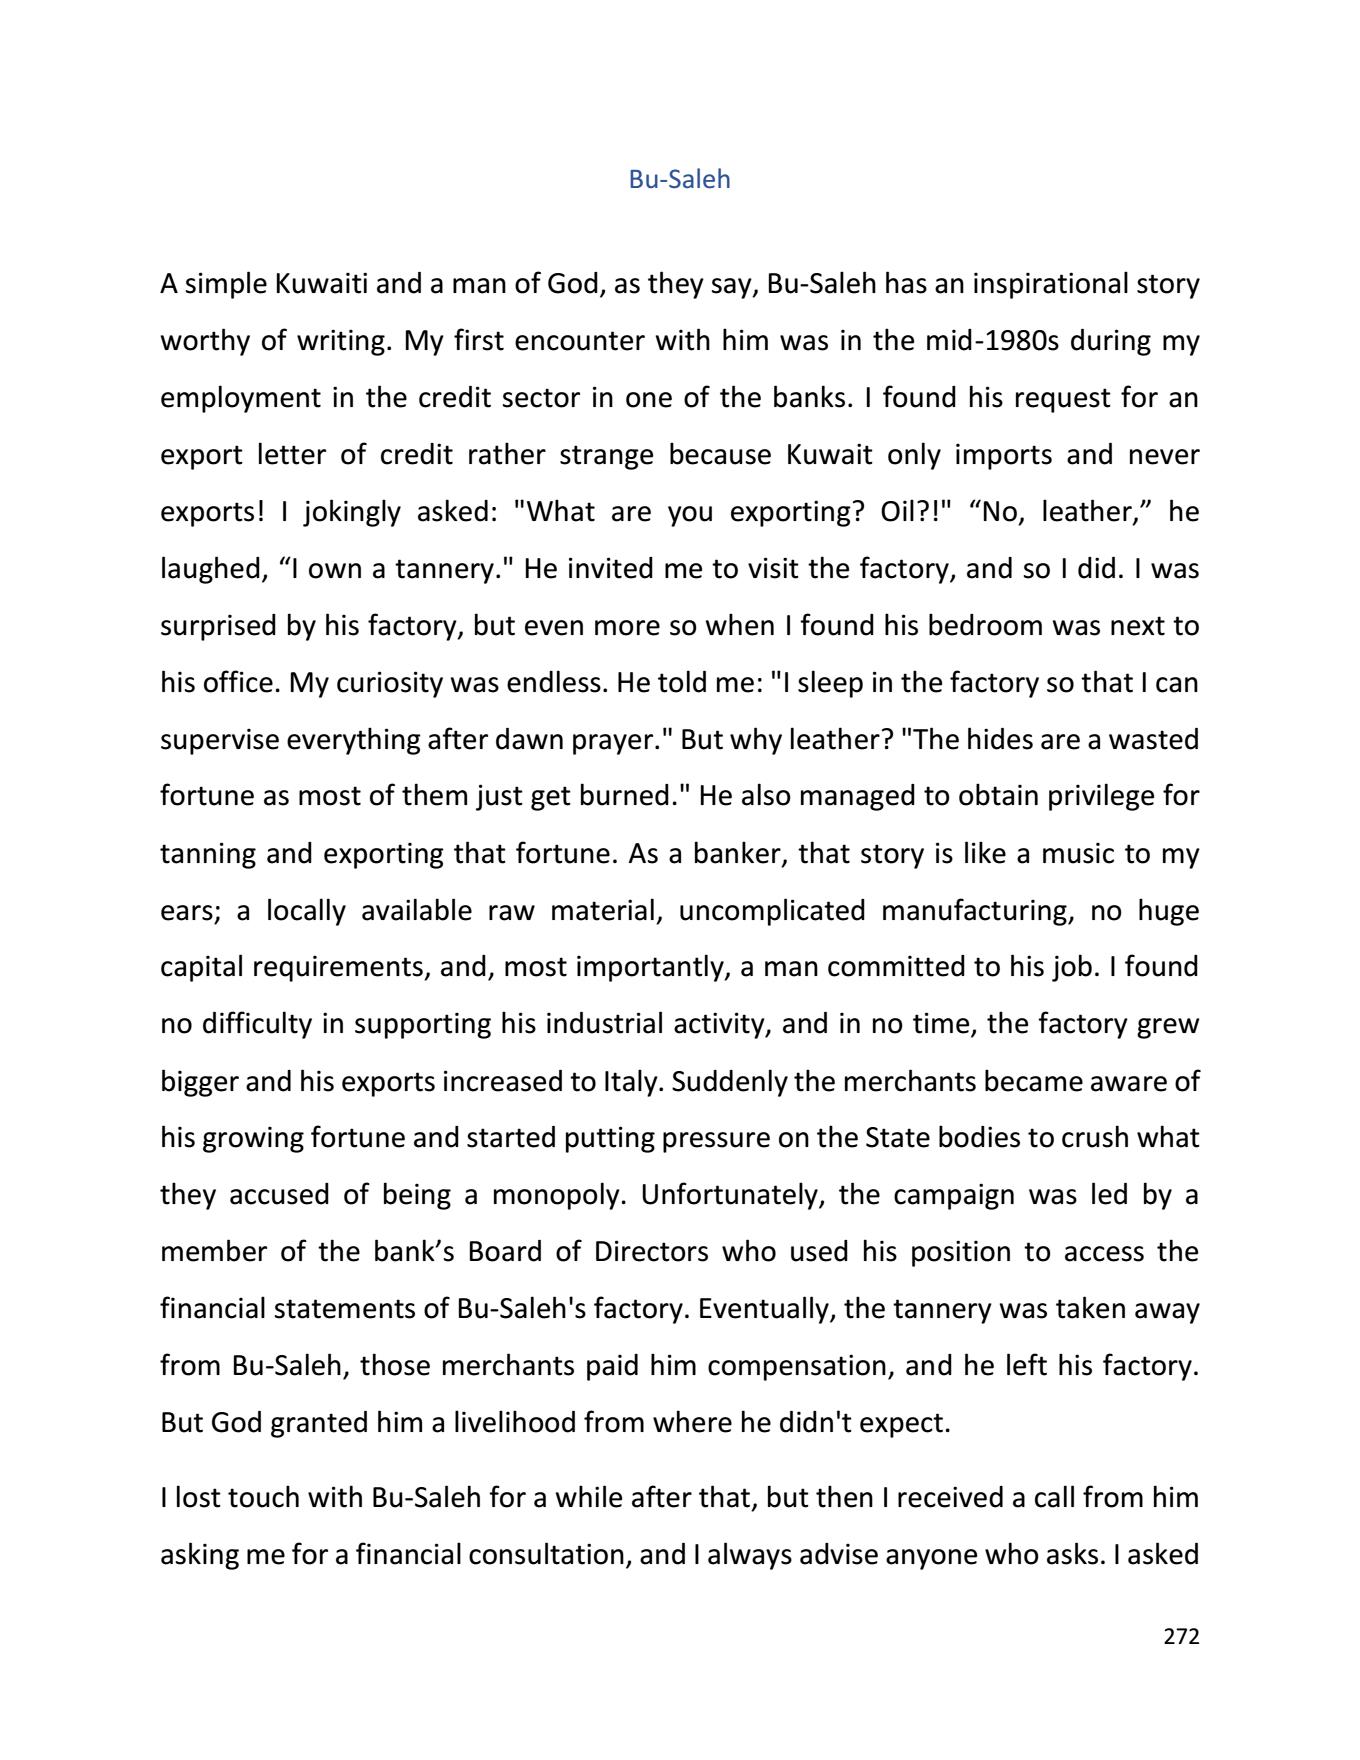 Bu-Saleh
A simple Kuwaiti and a man of God, as they say, Bu-Saleh has an inspirational story
worthy of writing. My first encounter with him was in the mid-1980s during my
employment in the credit sector in one of the banks. I found his request for an
export letter of credit rather strange because Kuwait only imports and never
exports! I jokingly asked: "What are you exporting? Oil?!" “No, leather,” he
laughed, “I own a tannery." He invited me to visit the factory, and so I did. I was
surprised by his factory, but even more so when I found his bedroom was next to
his office. My curiosity was endless. He told me: "I sleep in the factory so that I can
supervise everything after dawn prayer." But why leather? "The hides are a wasted
fortune as most of them just get burned." He also managed to obtain privilege for
tanning and exporting that fortune. As a banker, that story is like a music to my
ears; a locally available raw material, uncomplicated manufacturing, no huge
capital requirements, and, most importantly, a man committed to his job. I found
no difficulty in supporting his industrial activity, and in no time, the factory grew
bigger and his exports increased to Italy. Suddenly the merchants became aware of
his growing fortune and started putting pressure on the State bodies to crush what
they accused of being a monopoly. Unfortunately, the campaign was led by a
member of the bank’s Board of Directors who used his position to access the
financial statements of Bu-Saleh's factory. Eventually, the tannery was taken away
from Bu-Saleh, those merchants paid him compensation, and he left his factory.
But God granted him a livelihood from where he didn't expect.
I lost touch with Bu-Saleh for a while after that, but then I received a call from him
asking me for a financial consultation, and I always advise anyone who asks. I asked
272